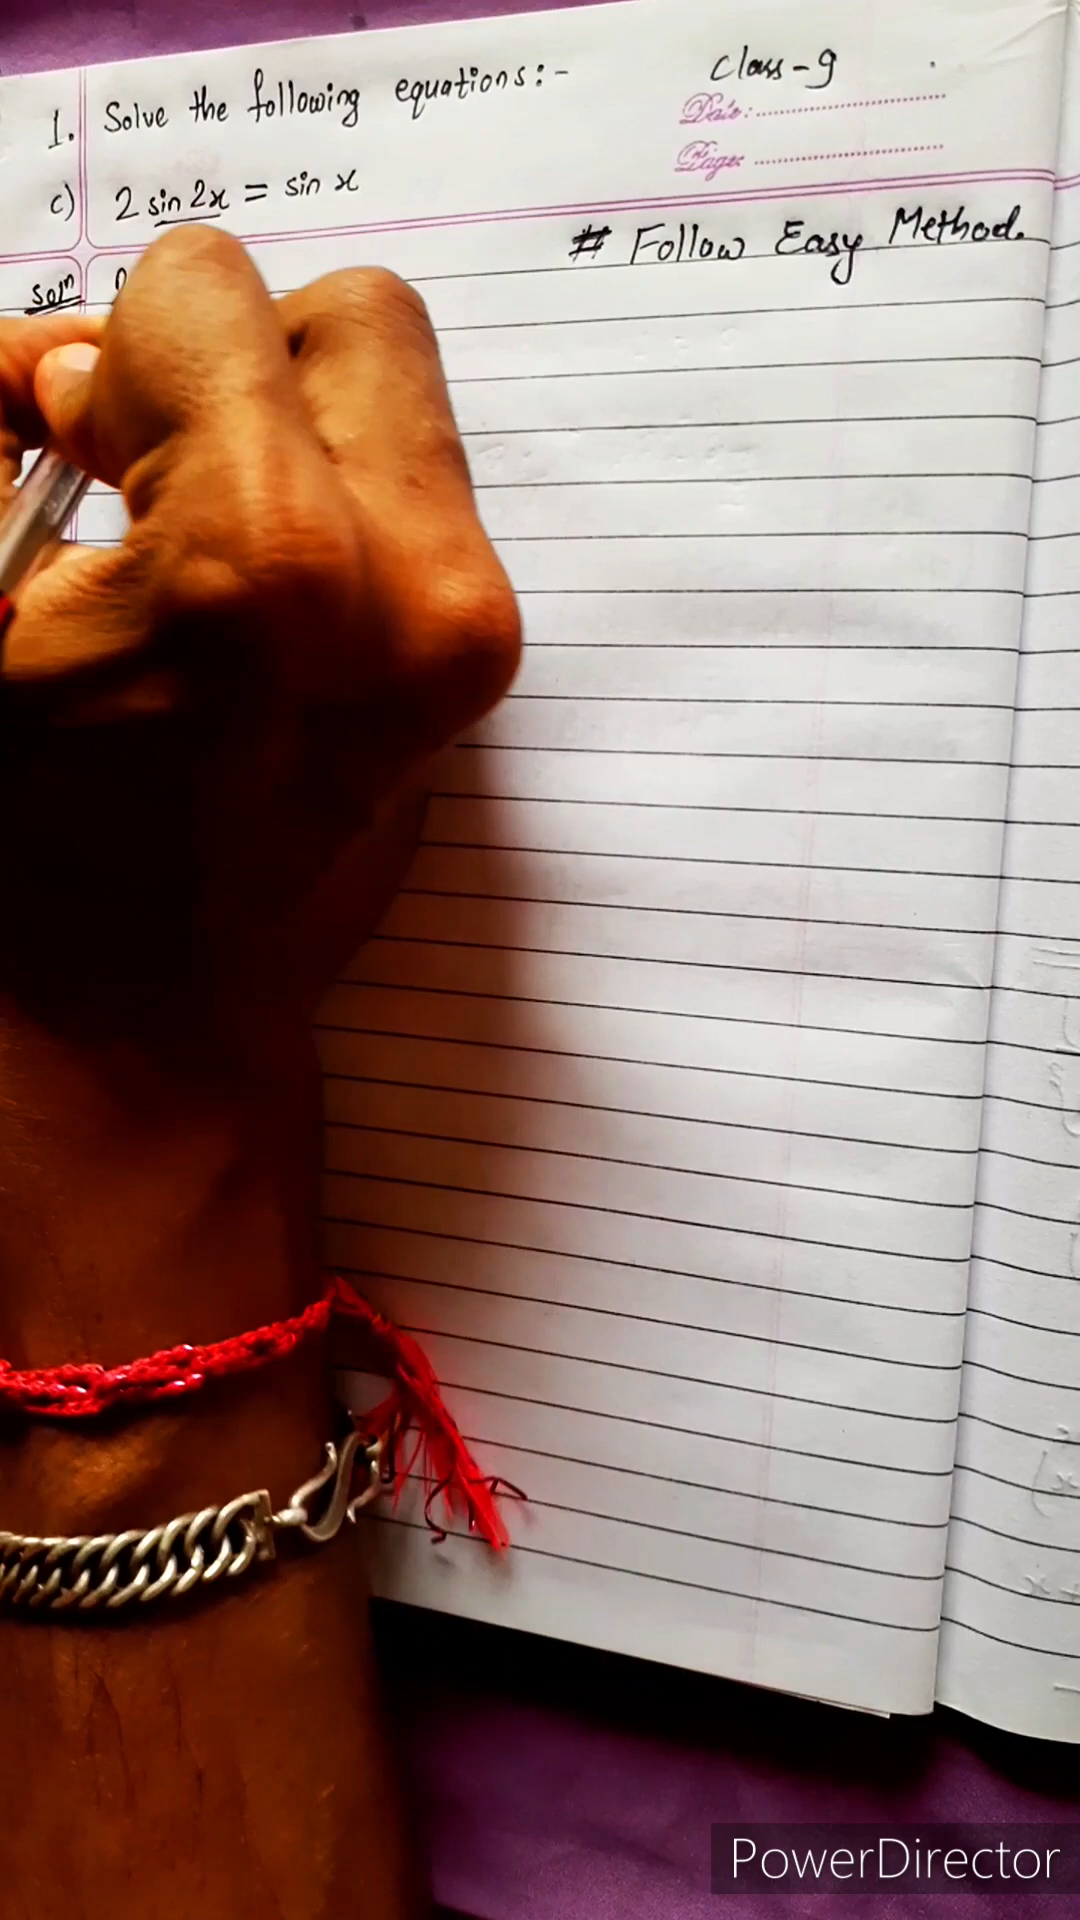 Class-9
1. Solve the following equations:-
Date:
Page:
c) 2 sin 2x = sin x
# Follow Easy Method.
Solⁿ
PowerDirector